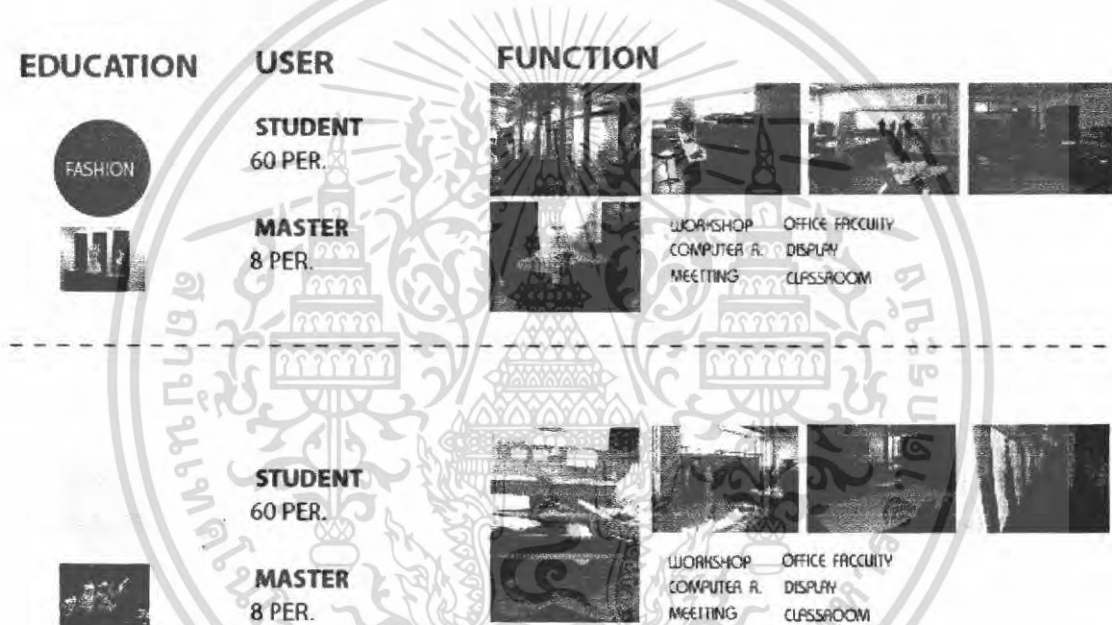 EDUCATION
USER
FUNCTION
FASHION
STUDENT
60 PER.
MASTER
8 PER.
WORKSHOP OFFICE FACCUITY
COMPUTER R. DISPLAY
MEETTING CLASSROOM
STUDENT
60 PER.
MASTER
8 PER.
WORKSHOP OFFICE FACCUITY
COMPUTER R. DISPLAY
MEETTING CLASSROOM